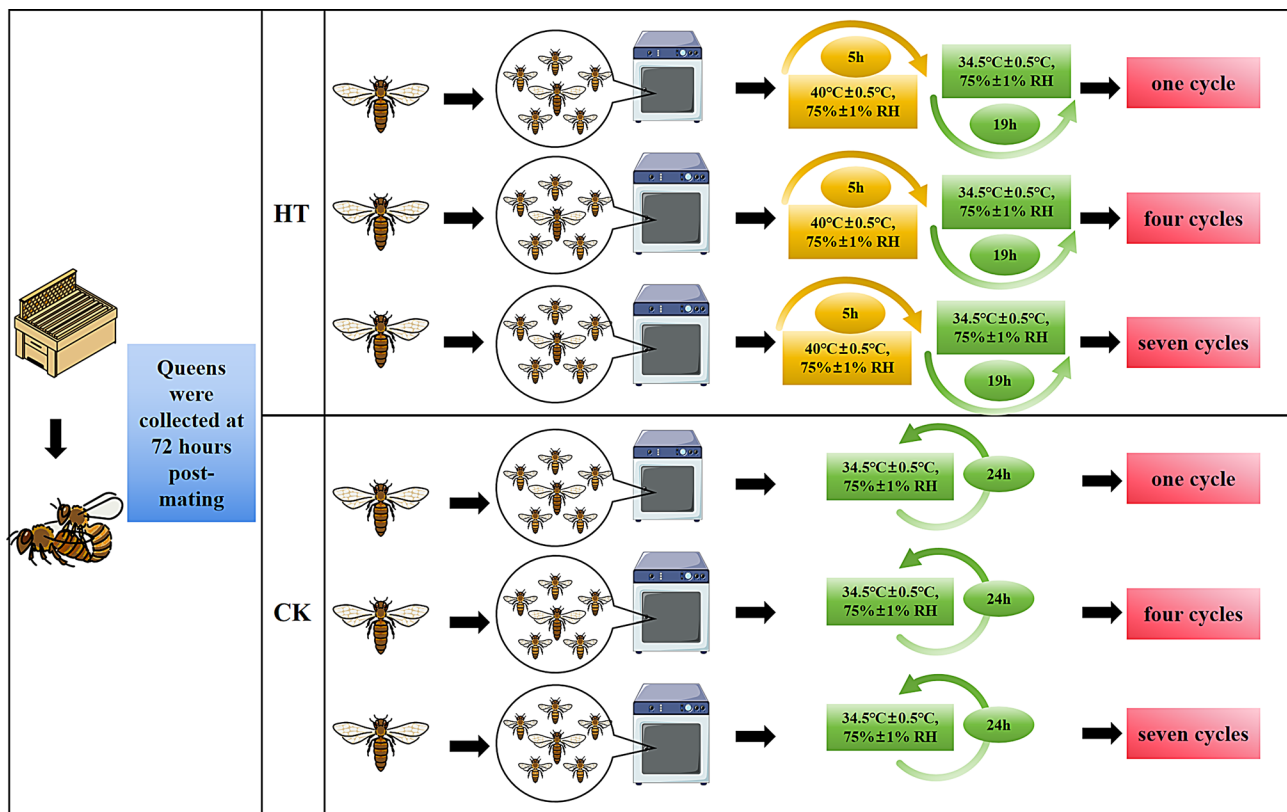 Queens
were
collected at
72 hours
post-
mating
HT
5h
40℃±0.5℃,
75%±1% RH
34.5℃±0.5℃,
75%±1% RH
19h
one cycle
5h
40℃±0.5℃,
75%±1% RH
34.5℃±0.5℃,
75%±1% RH
19h
four cycles
5h
40℃±0.5℃,
75%±1% RH
34.5℃±0.5℃,
75%±1% RH
19h
seven cycles
CK
34.5℃±0.5℃,
75%±1% RH
24h
one cycle
34.5℃±0.5℃,
75%±1% RH
24h
four cycles
34.5℃±0.5℃,
75%±1% RH
24h
seven cycles